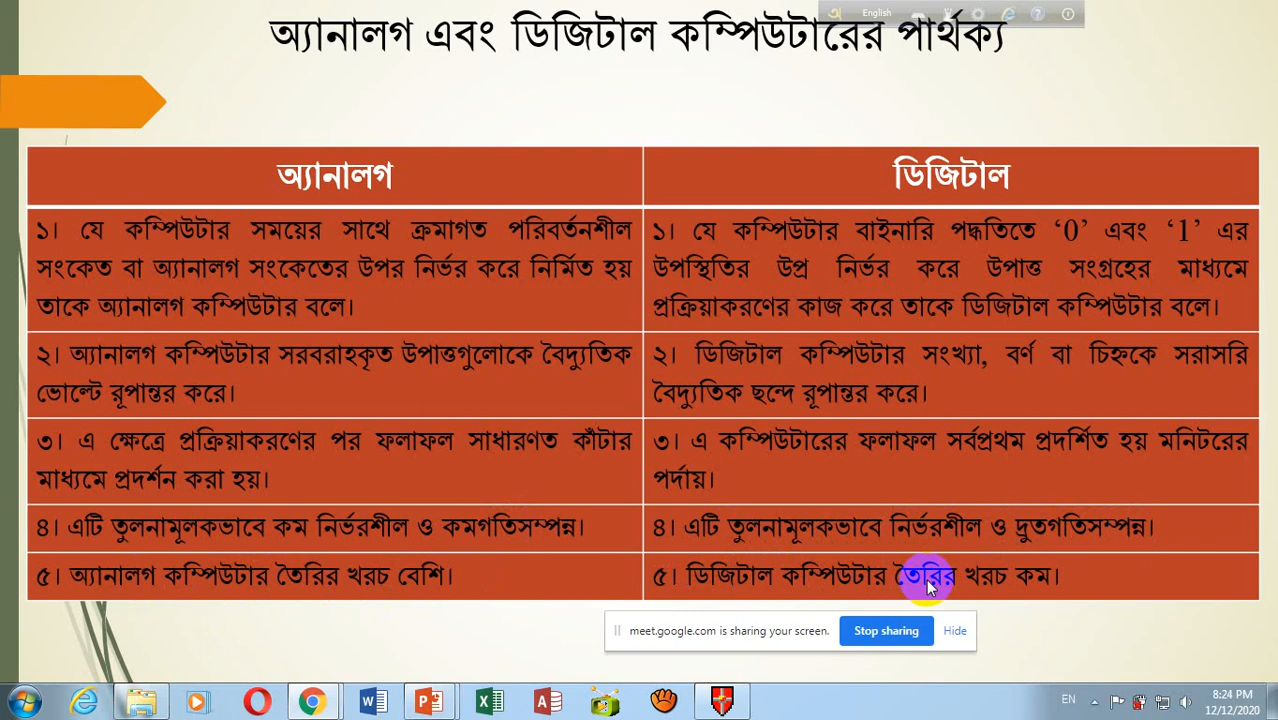 English
অ্যানালগ এবং ডিজিটাল কম্পিউটারের পার্থক্য
অ্যানালগ
ডিজিটাল
১। যে কম্পিউটার সময়ের সাথে ক্রমাগত পরিবর্তনশীল
সংকেত বা অ্যানালগ সংকেতের উপর নির্ভর করে নির্মিত হয়
তাকে অ্যানালগ কম্পিউটার বলে।
১। যে কম্পিউটার বাইনারি পদ্ধতিতে ‘0’ এবং ‘1’ এর
উপস্থিতির উপ্র নির্ভর করে উপাত্ত সংগ্রহের মাধ্যমে
প্রক্রিয়াকরণের কাজ করে তাকে ডিজিটাল কম্পিউটার বলে।
২। অ্যানালগ কম্পিউটার সরবরাহকৃত উপাত্তগুলোকে বৈদ্যুতিক
ভোল্টে রূপান্তর করে।
২। ডিজিটাল কম্পিউটার সংখ্যা, বর্ণ বা চিহ্নকে সরাসরি
বৈদ্যুতিক ছন্দে রূপান্তর করে।
৩। এ ক্ষেত্রে প্রক্রিয়াকরণের পর ফলাফল সাধারণত কাঁটার
মাধ্যমে প্রদর্শন করা হয়।
৩। এ কম্পিউটারের ফলাফল সর্বপ্রথম প্রদর্শিত হয় মনিটরের
পর্দায়।
৪। এটি তুলনামূলকভাবে কম নির্ভরশীল ও কমগতিসম্পন্ন।
৪। এটি তুলনামূলকভাবে নির্ভরশীল ও দ্রুতগতিসম্পন্ন।
৫। অ্যানালগ কম্পিউটার তৈরির খরচ বেশি।
৫। ডিজিটাল কম্পিউটার তৈরির খরচ কম।
meet.google.com is sharing your screen.
Stop sharing
Hide
EN
8:24 PM
12/12/2020